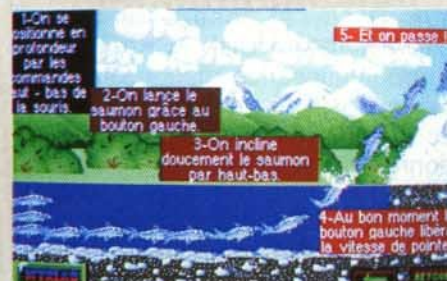 1-On se
positionne en
profondeur
par les
commandes
haut - bas de
la souris.
2-On lance le
saumon grâce au
bouton gauche.
3-On incline
doucement le saumon
par haut-bas.
4-Au bon moment
bouton gauche libère
la vitesse de pointe
5- Et on passe !